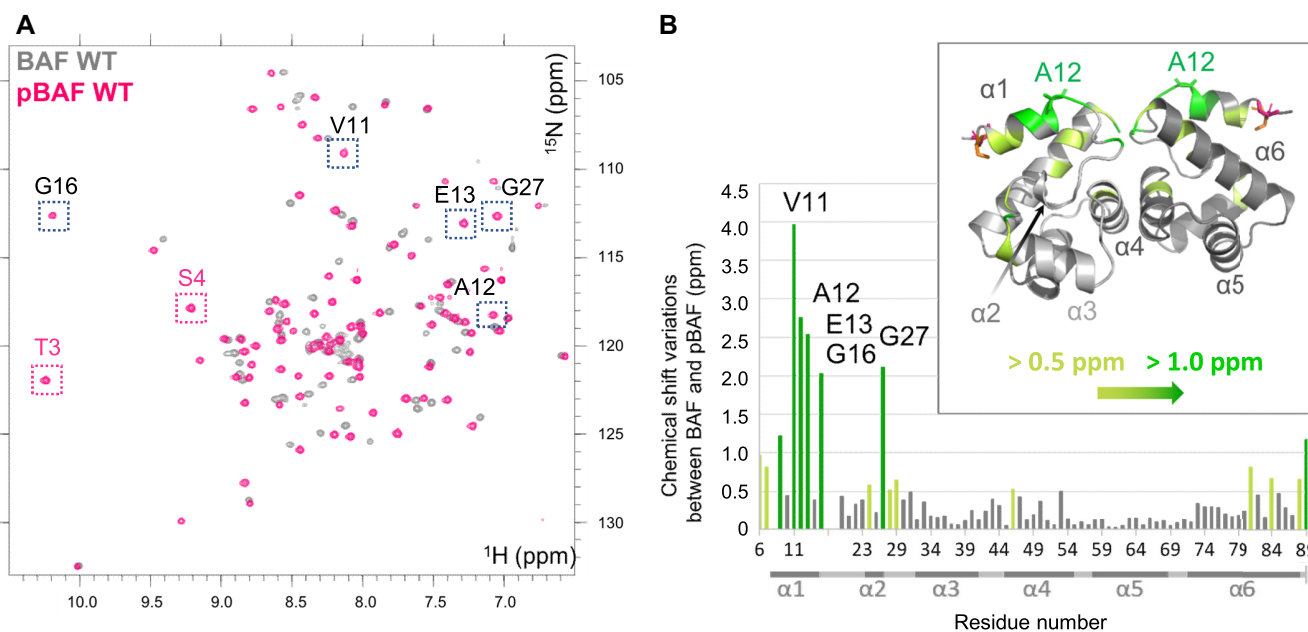 A
BAF WT
pBAF WT
¹⁵N (ppm)
105
110
115
120
125
130
V11
G16
E13
G27
S4
A12
T3
¹H (ppm)
10.0 9.5 9.0 8.5 8.0 7.5 7.0
B
A12
A12
α1
α6
α4
α5
α2
α3
> 0.5 ppm > 1.0 ppm
Chemical shift variations
between BAF and pBAF (ppm)
4.5
4.0
3.5
3.0
2.5
2.0
1.5
1.0
0.5
0
V11
A12
E13
G16
G27
6 11 23 29 34 39 44 49 54 59 64 69 74 79 84 89
α1 α2 α3 α4 α5 α6
Residue number